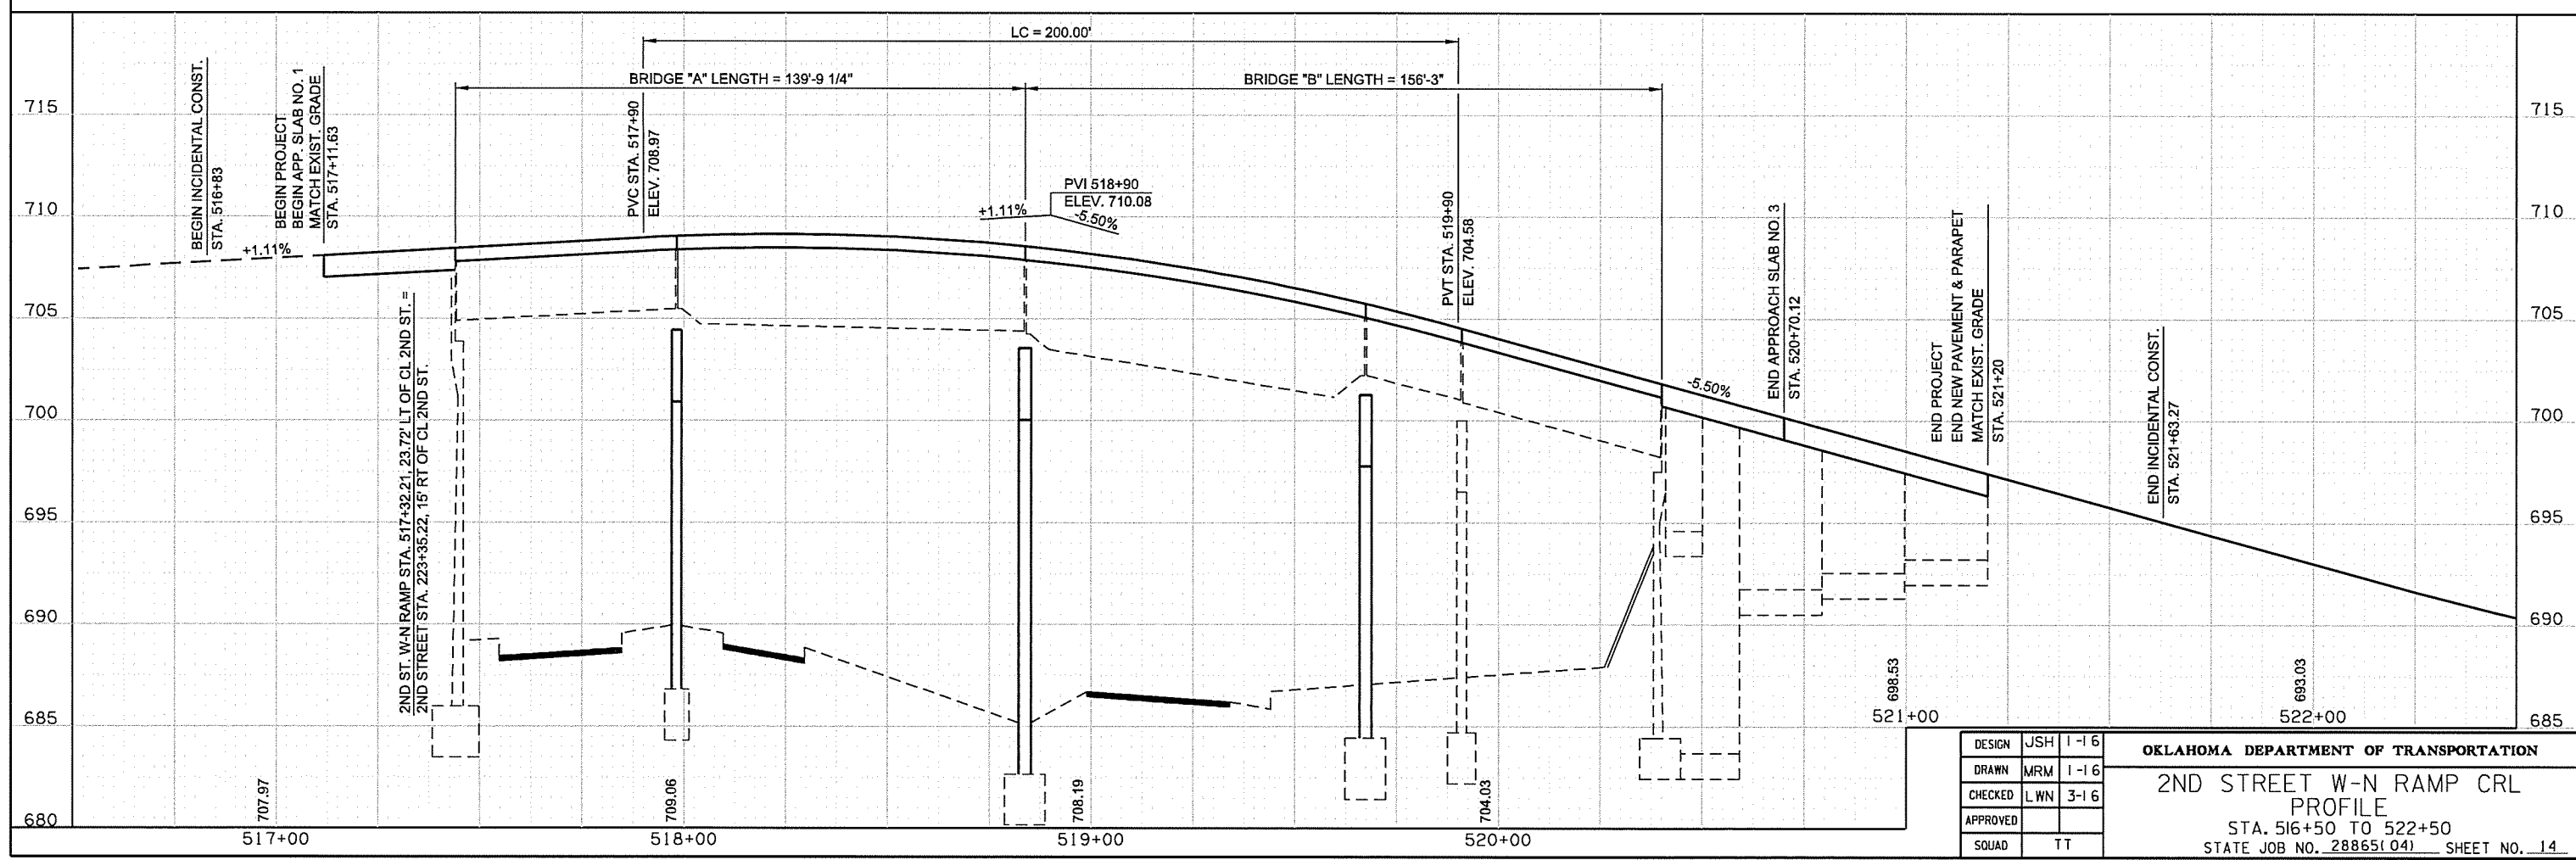 LC = 200.00'
BRIDGE "A" LENGTH = 139'-9 1/4"
BRIDGE "B" LENGTH = 156'-3"
BEGIN INCIDENTAL CONST.
STA. 516+83
BEGIN PROJECT
BEGIN APP. SLAB NO. 1
MATCH EXIST. GRADE
STA. 517+11.63
PVC STA. 517+90
ELEV. 708.97
PVI 518+90
ELEV. 710.08
+1.11%
-5.50%
+1.11%
PVT STA. 519+90
ELEV. 704.58
-5.50%
END APPROACH SLAB NO. 3
STA. 520+70.12
END PROJECT
END NEW PAVEMENT & PARAPET
MATCH EXIST. GRADE
STA. 521+20
END INCIDENTAL CONST.
STA. 521+63.27
2ND ST. W-N RAMP STA. 517+32.21, 23.72' LT OF CL 2ND ST. =
2ND STREET STA. 223+35.22, 15' RT OF CL 2ND ST.
715
710
705
700
695
690
685
680
715
710
705
700
695
690
685
707.97
709.06
708.19
704.03
698.53
693.03
517+00
518+00
519+00
520+00
521+00
522+00
DESIGN JSH 1-16
DRAWN MRM 1-16
CHECKED LWN 3-16
APPROVED
SQUAD TT
OKLAHOMA DEPARTMENT OF TRANSPORTATION
2ND STREET W-N RAMP CRL
PROFILE
STA. 516+50 TO 522+50
STATE JOB NO. 28865(04) SHEET NO. 14